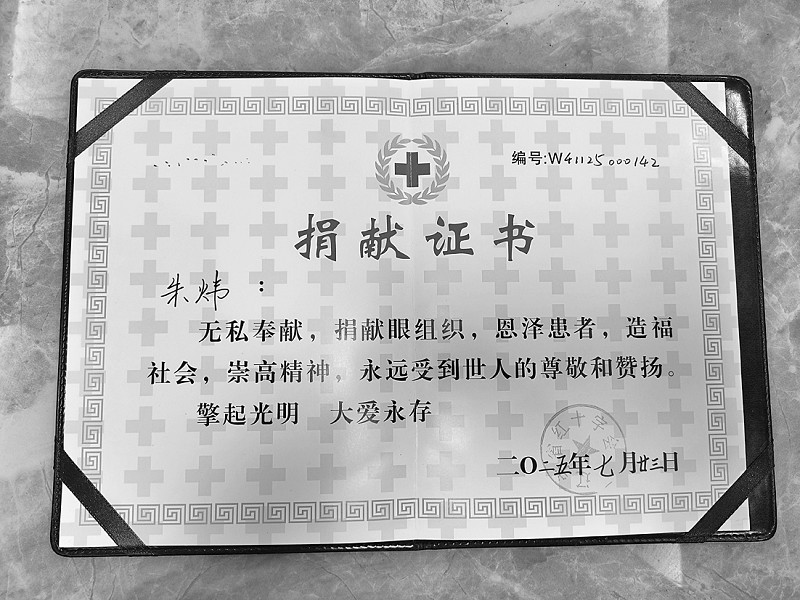 编号:W41125000142
捐献证书
朱炜：
无私奉献，捐献眼组织，恩泽患者，造福
社会，崇高精神，永远受到世人的尊敬和赞扬。
擎起光明　大爱永存
二〇二五年七月廿三日